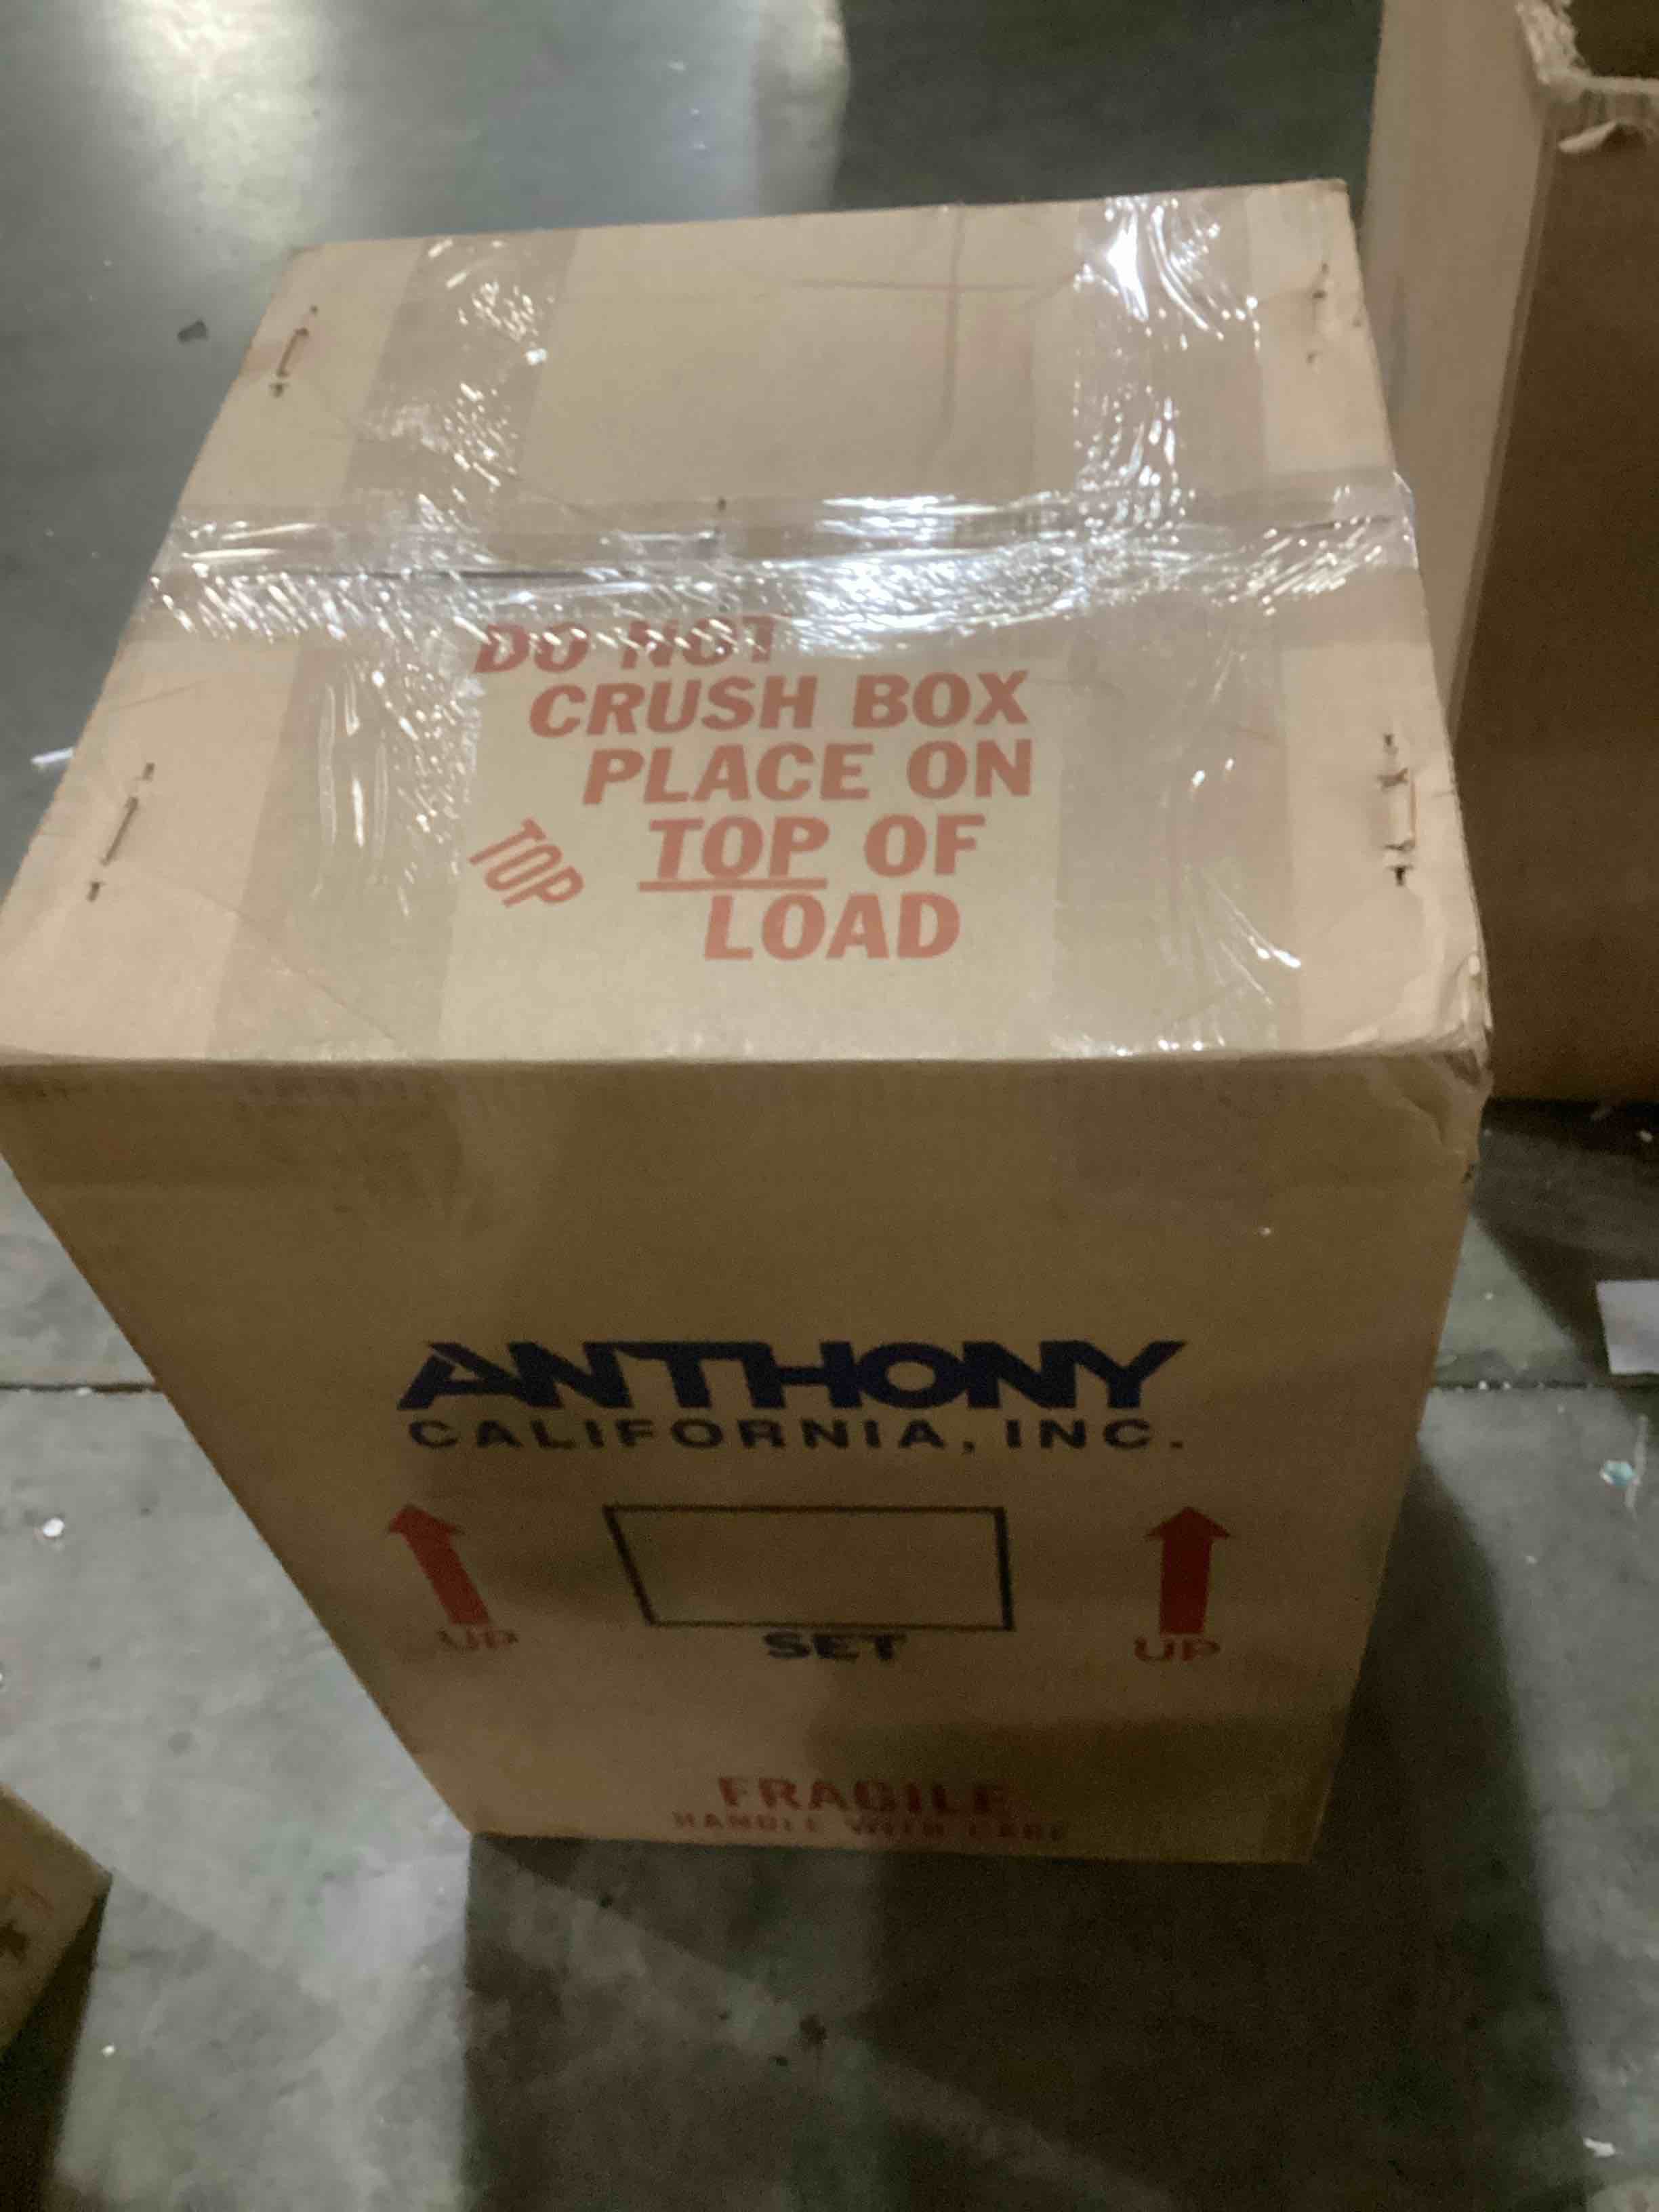 DO NOT
CRUSH BOX
PLACE ON
TOP OF
LOAD
TOP
ANTHONY
CALIFORNIA, INC.
UP
SET
UP
FRAGILE
HANDLE WITH CARE